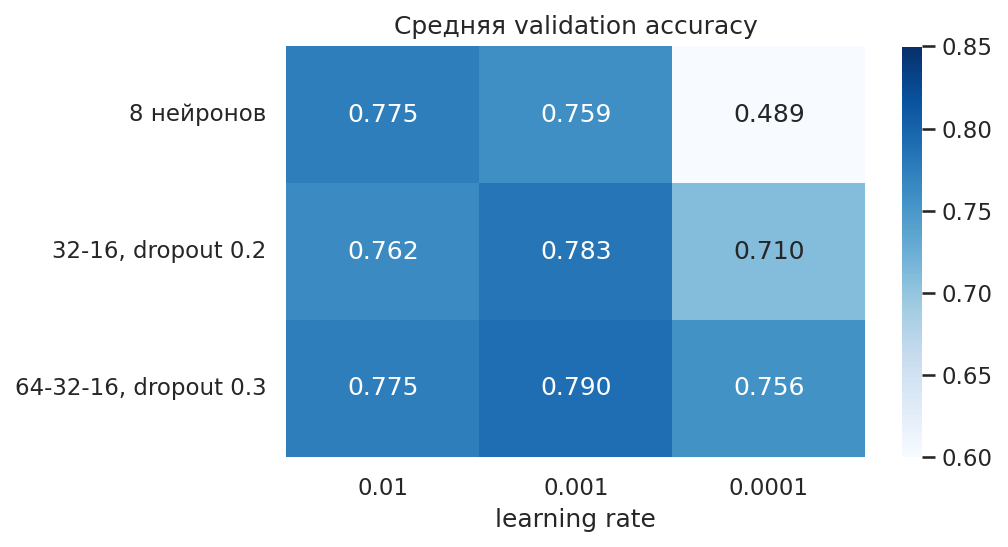 Средняя validation accuracy
8 нейронов
0.775 0.759 0.489
32-16, dropout 0.2
0.762 0.783 0.710
64-32-16, dropout 0.3
0.775 0.790 0.756
0.01 0.001 0.0001
learning rate
0.85
0.80
0.75
0.70
0.65
0.60